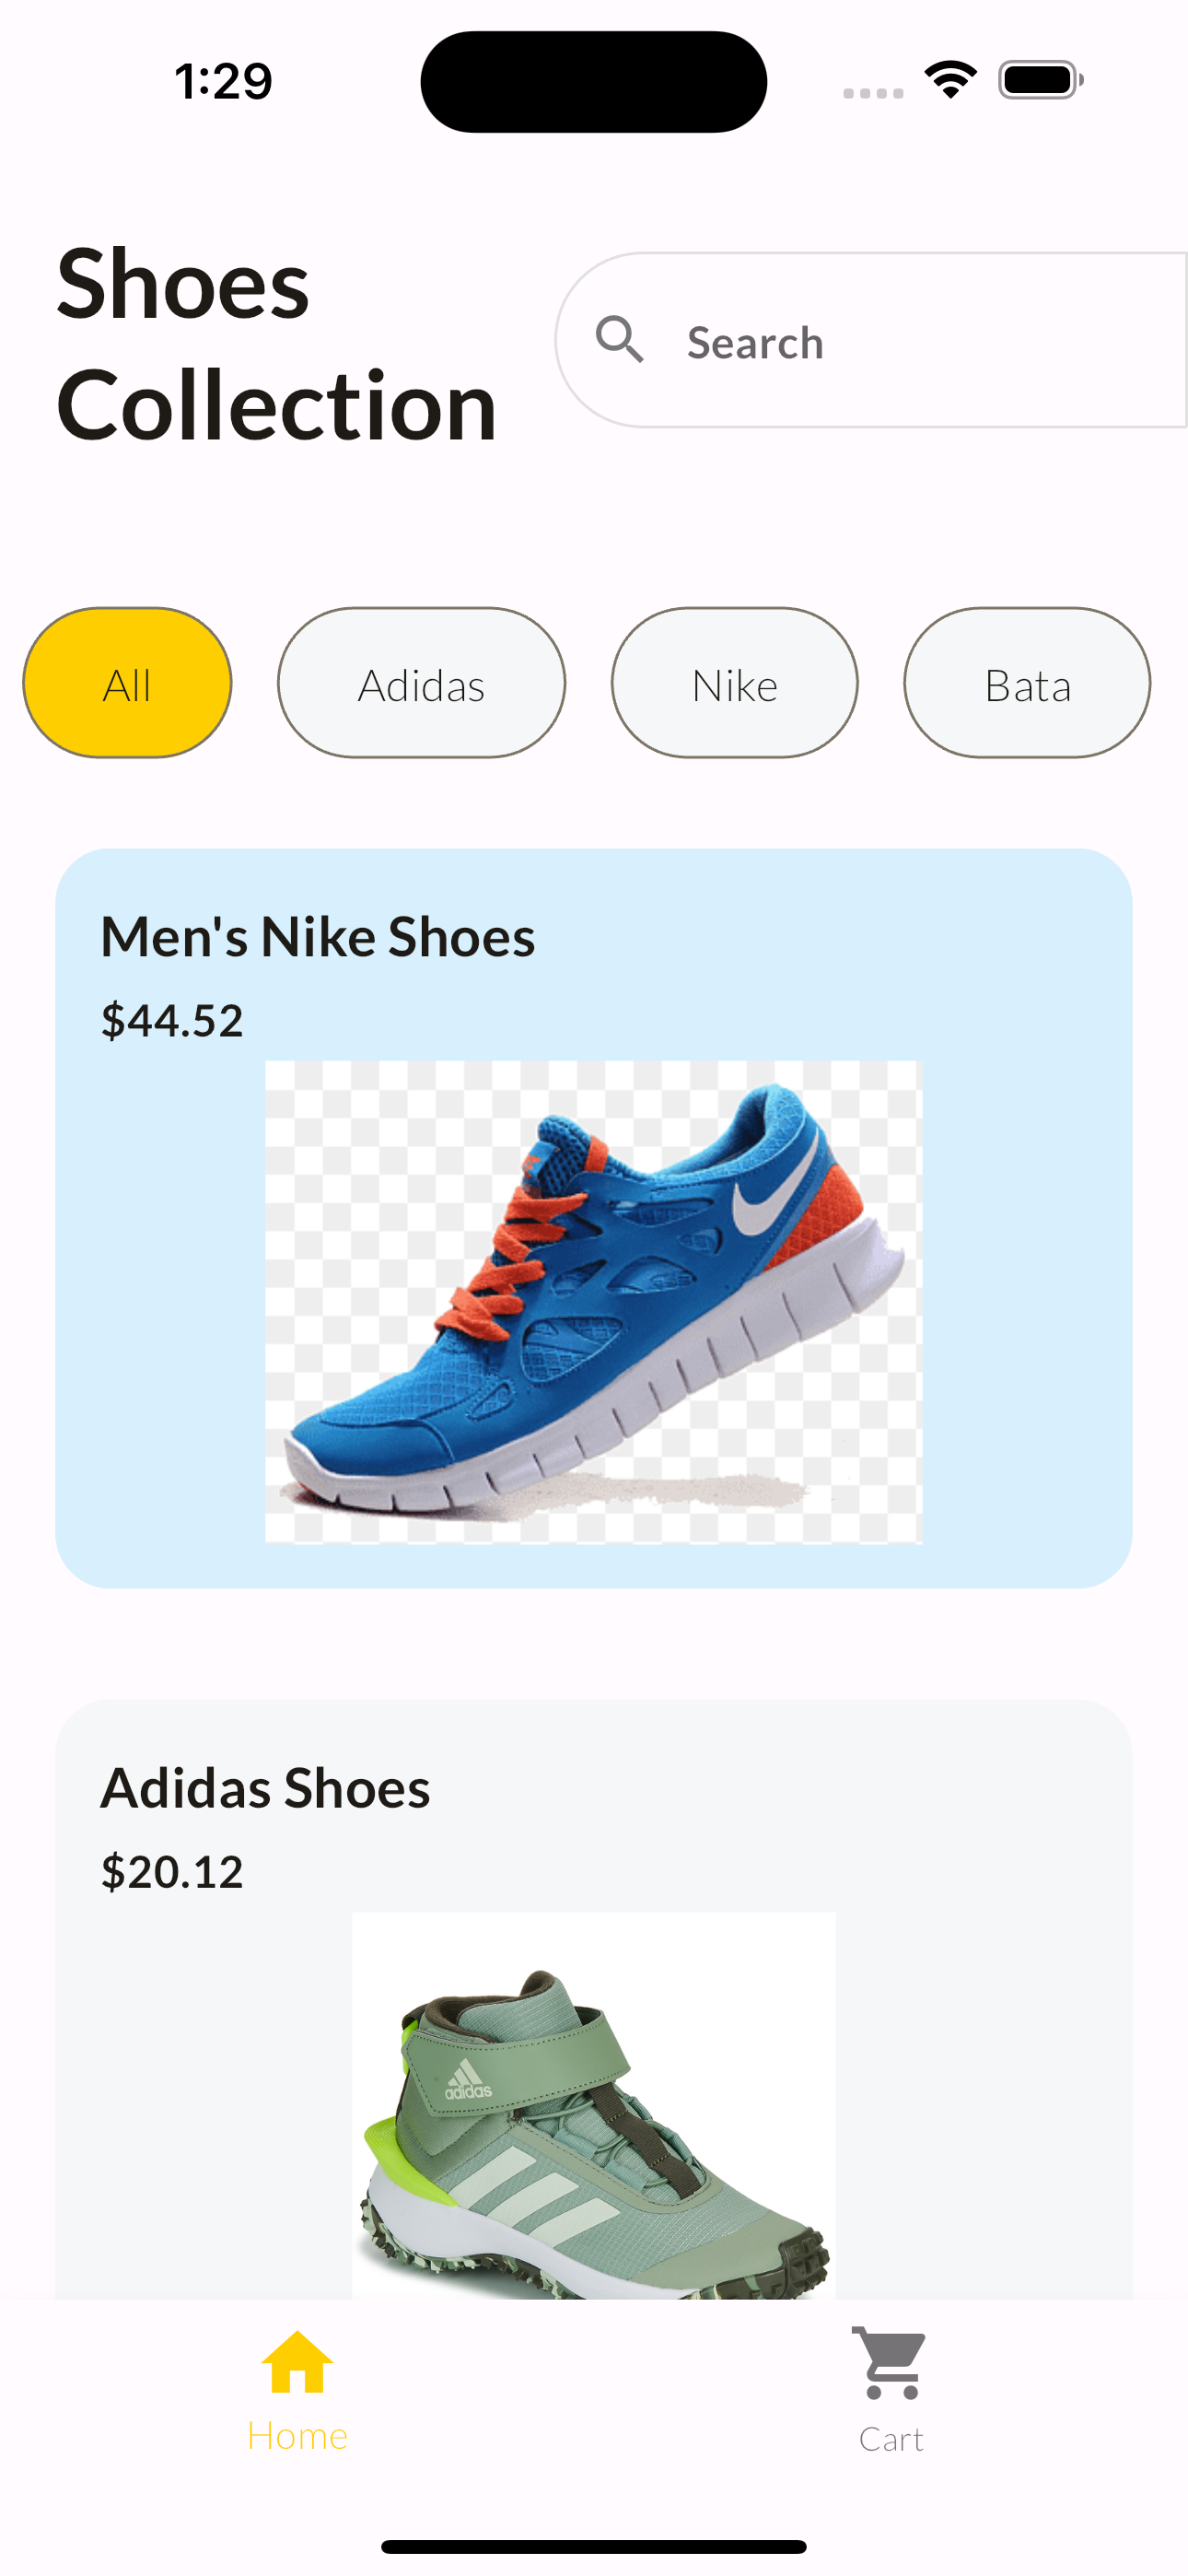 1:29
Shoes
Collection
Search
All
Adidas
Nike
Bata
Men's Nike Shoes
$44.52
Adidas Shoes
$20.12
adidas
Home
Cart